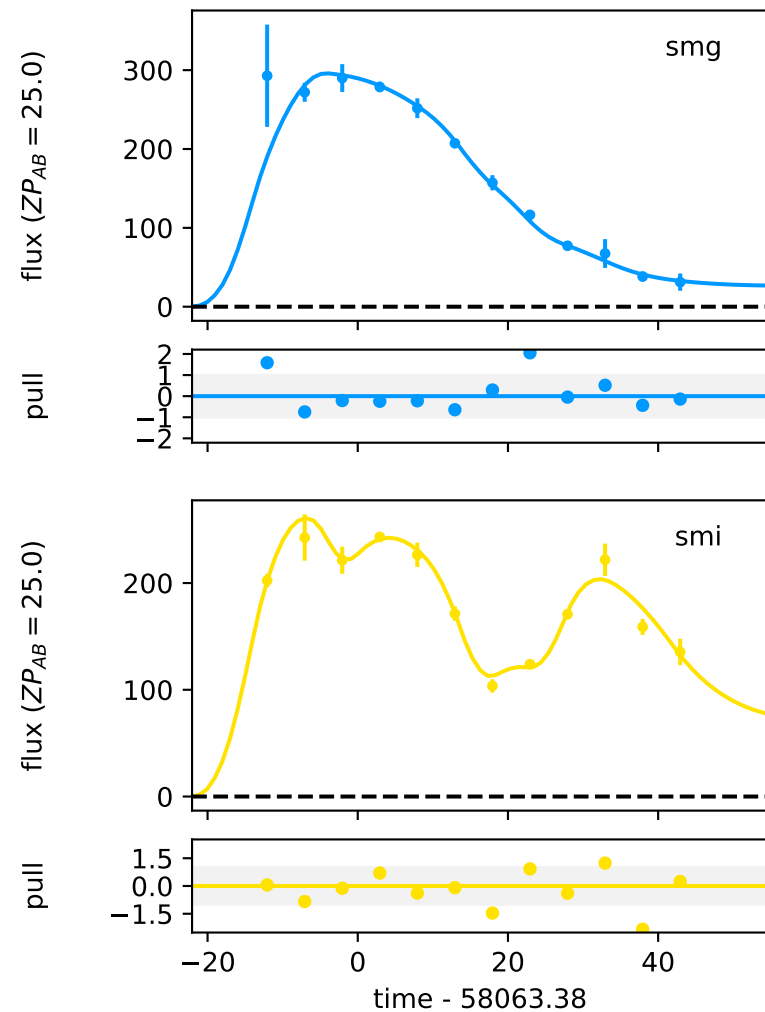 smg
flux ($ZP_{AB} = 25.0$)
300
200
100
0
pull
2
1
0
−1
−2
smi
flux ($ZP_{AB} = 25.0$)
200
100
0
pull
1.5
0.0
−1.5
−20 0 20 40
time - 58063.38